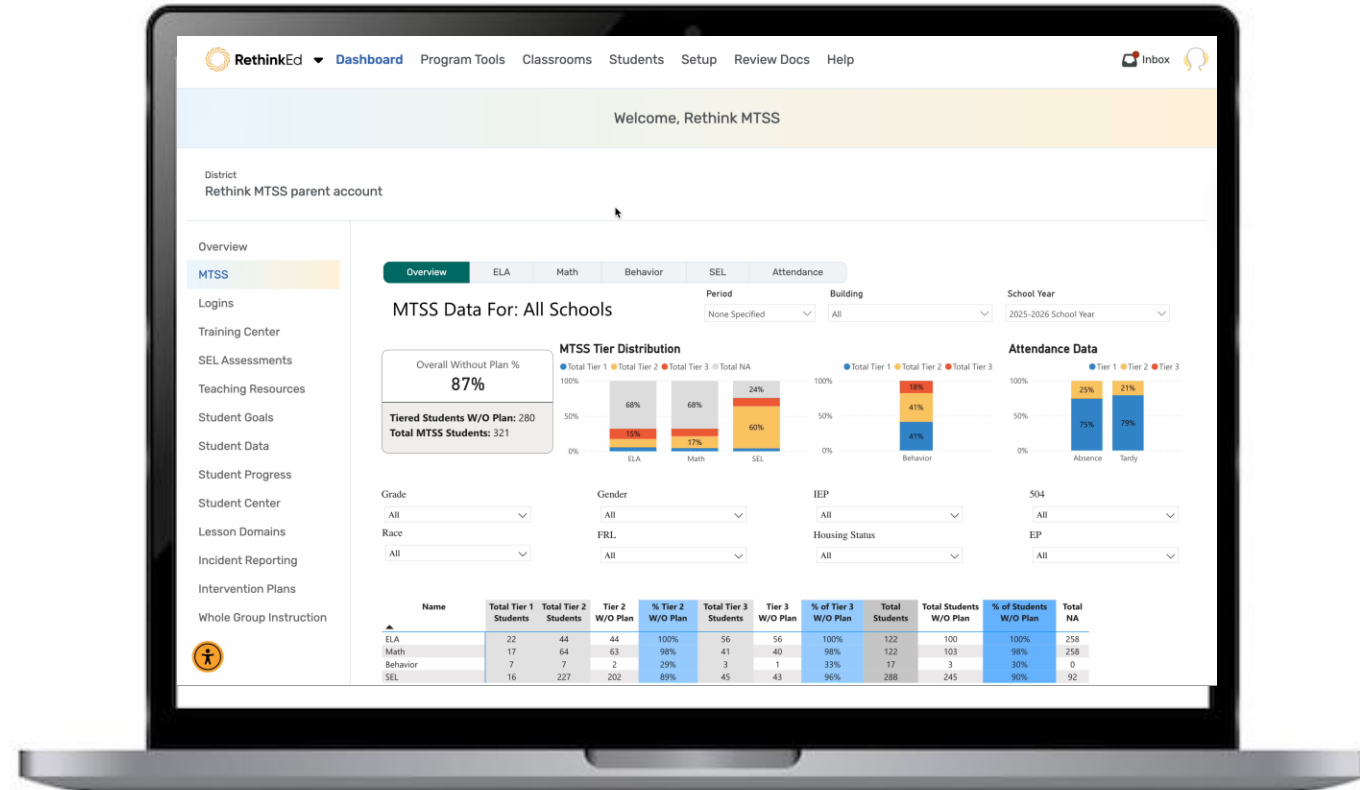 RethinkEd Dashboard Program Tools Classrooms Students Setup Review Docs Help Inbox
Welcome, Rethink MTSS
District
Rethink MTSS parent account
Overview
MTSS
Logins
Training Center
SEL Assessments
Teaching Resources
Student Goals
Student Data
Student Progress
Student Center
Lesson Domains
Incident Reporting
Intervention Plans
Whole Group Instruction
Overview ELA Math Behavior SEL Attendance
MTSS Data For: All Schools
Period
None Specified
Building
All
School Year
2025-2026 School Year
Overall Without Plan %
87%
Tiered Students W/O Plan: 280
Total MTSS Students: 321
MTSS Tier Distribution
Total Tier 1 Total Tier 2 Total Tier 3 Total NA
100%
50%
0%
68%
15%
68%
17%
24%
60%
ELA Math SEL
Total Tier 1 Total Tier 2 Total Tier 3
100%
50%
0%
18%
41%
41%
Behavior
Attendance Data
Tier 1 Tier 2 Tier 3
100%
50%
0%
25% 21%
75% 79%
Absence Tardy
Grade
All
Gender
All
IEP
All
504
All
Race
All
FRL
All
Housing Status
All
EP
All
Name Total Tier 1 Students Total Tier 2 Students Tier 2 W/O Plan % Tier 2 W/O Plan Total Tier 3 Students Tier 3 W/O Plan % of Tier 3 W/O Plan Total Students Total Students W/O Plan % of Students W/O Plan Total NA
ELA 22 44 44 100% 56 56 100% 122 100 100% 258
Math 17 64 63 98% 41 40 98% 122 103 98% 258
Behavior 7 7 2 29% 3 1 33% 17 3 30% 0
SEL 16 227 202 89% 45 43 96% 288 245 90% 92